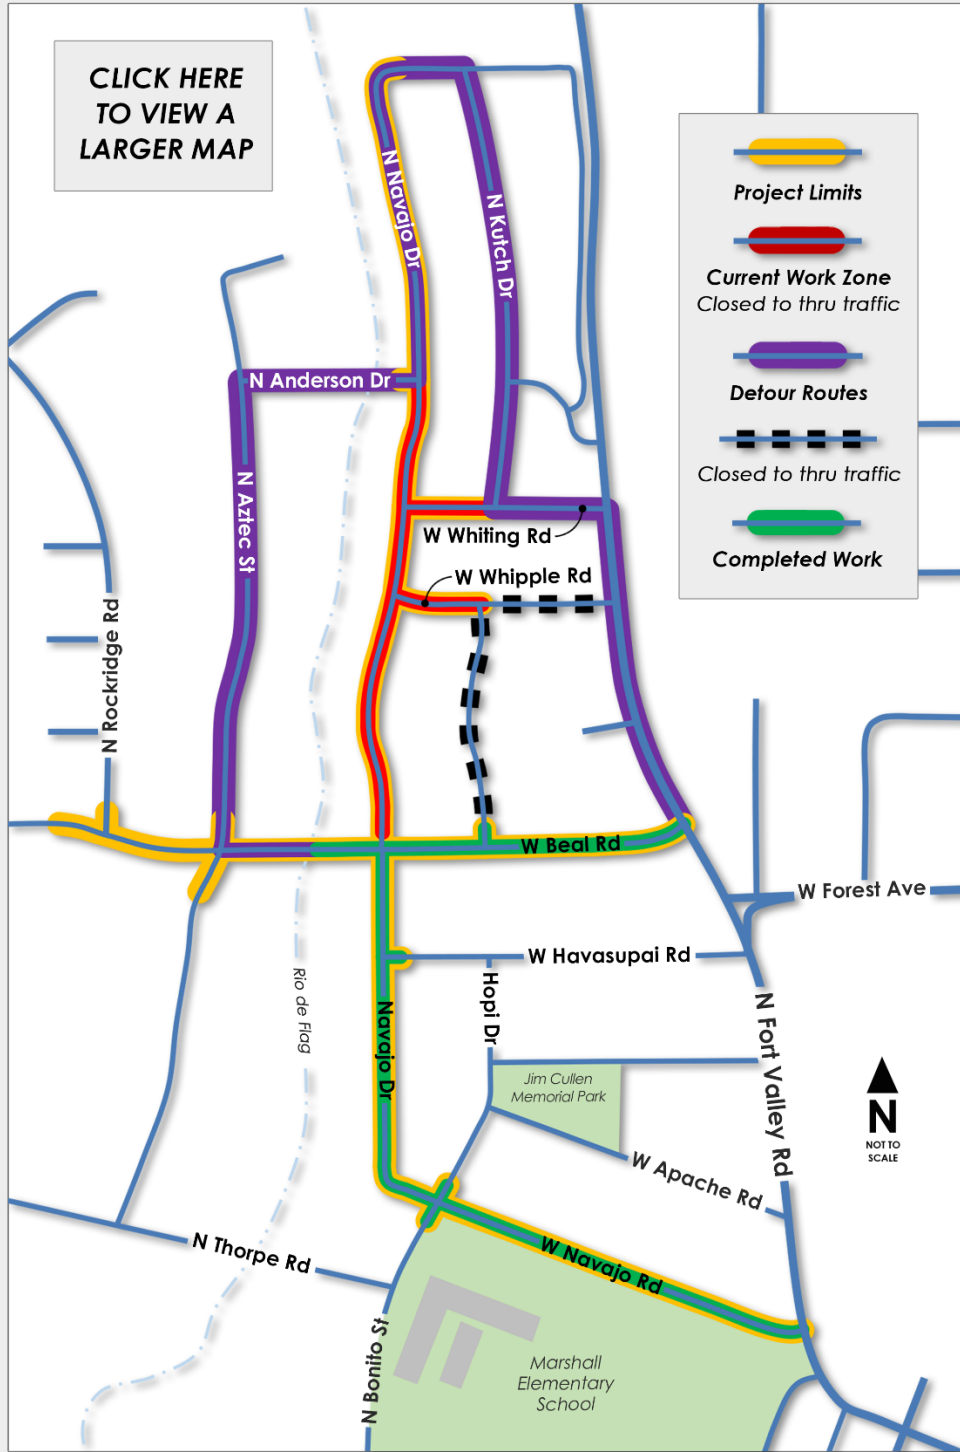 CLICK HERE
TO VIEW A
LARGER MAP
Project Limits
Current Work Zone
Closed to thru traffic
Detour Routes
Closed to thru traffic
Completed Work
N Navajo Dr
N Kutch Dr
N Anderson Dr
N Aztec St
W Whiting Rd
W Whipple Rd
N Rockridge Rd
W Beal Rd
W Forest Ave
W Havasupai Rd
Rio de Flag
Hopi Dr
Navajo Dr
N Fort Valley Rd
Jim Cullen
Memorial Park
N
NOT TO
SCALE
W Apache Rd
N Thorpe Rd
W Navajo Rd
N Bonito St
Marshall
Elementary
School